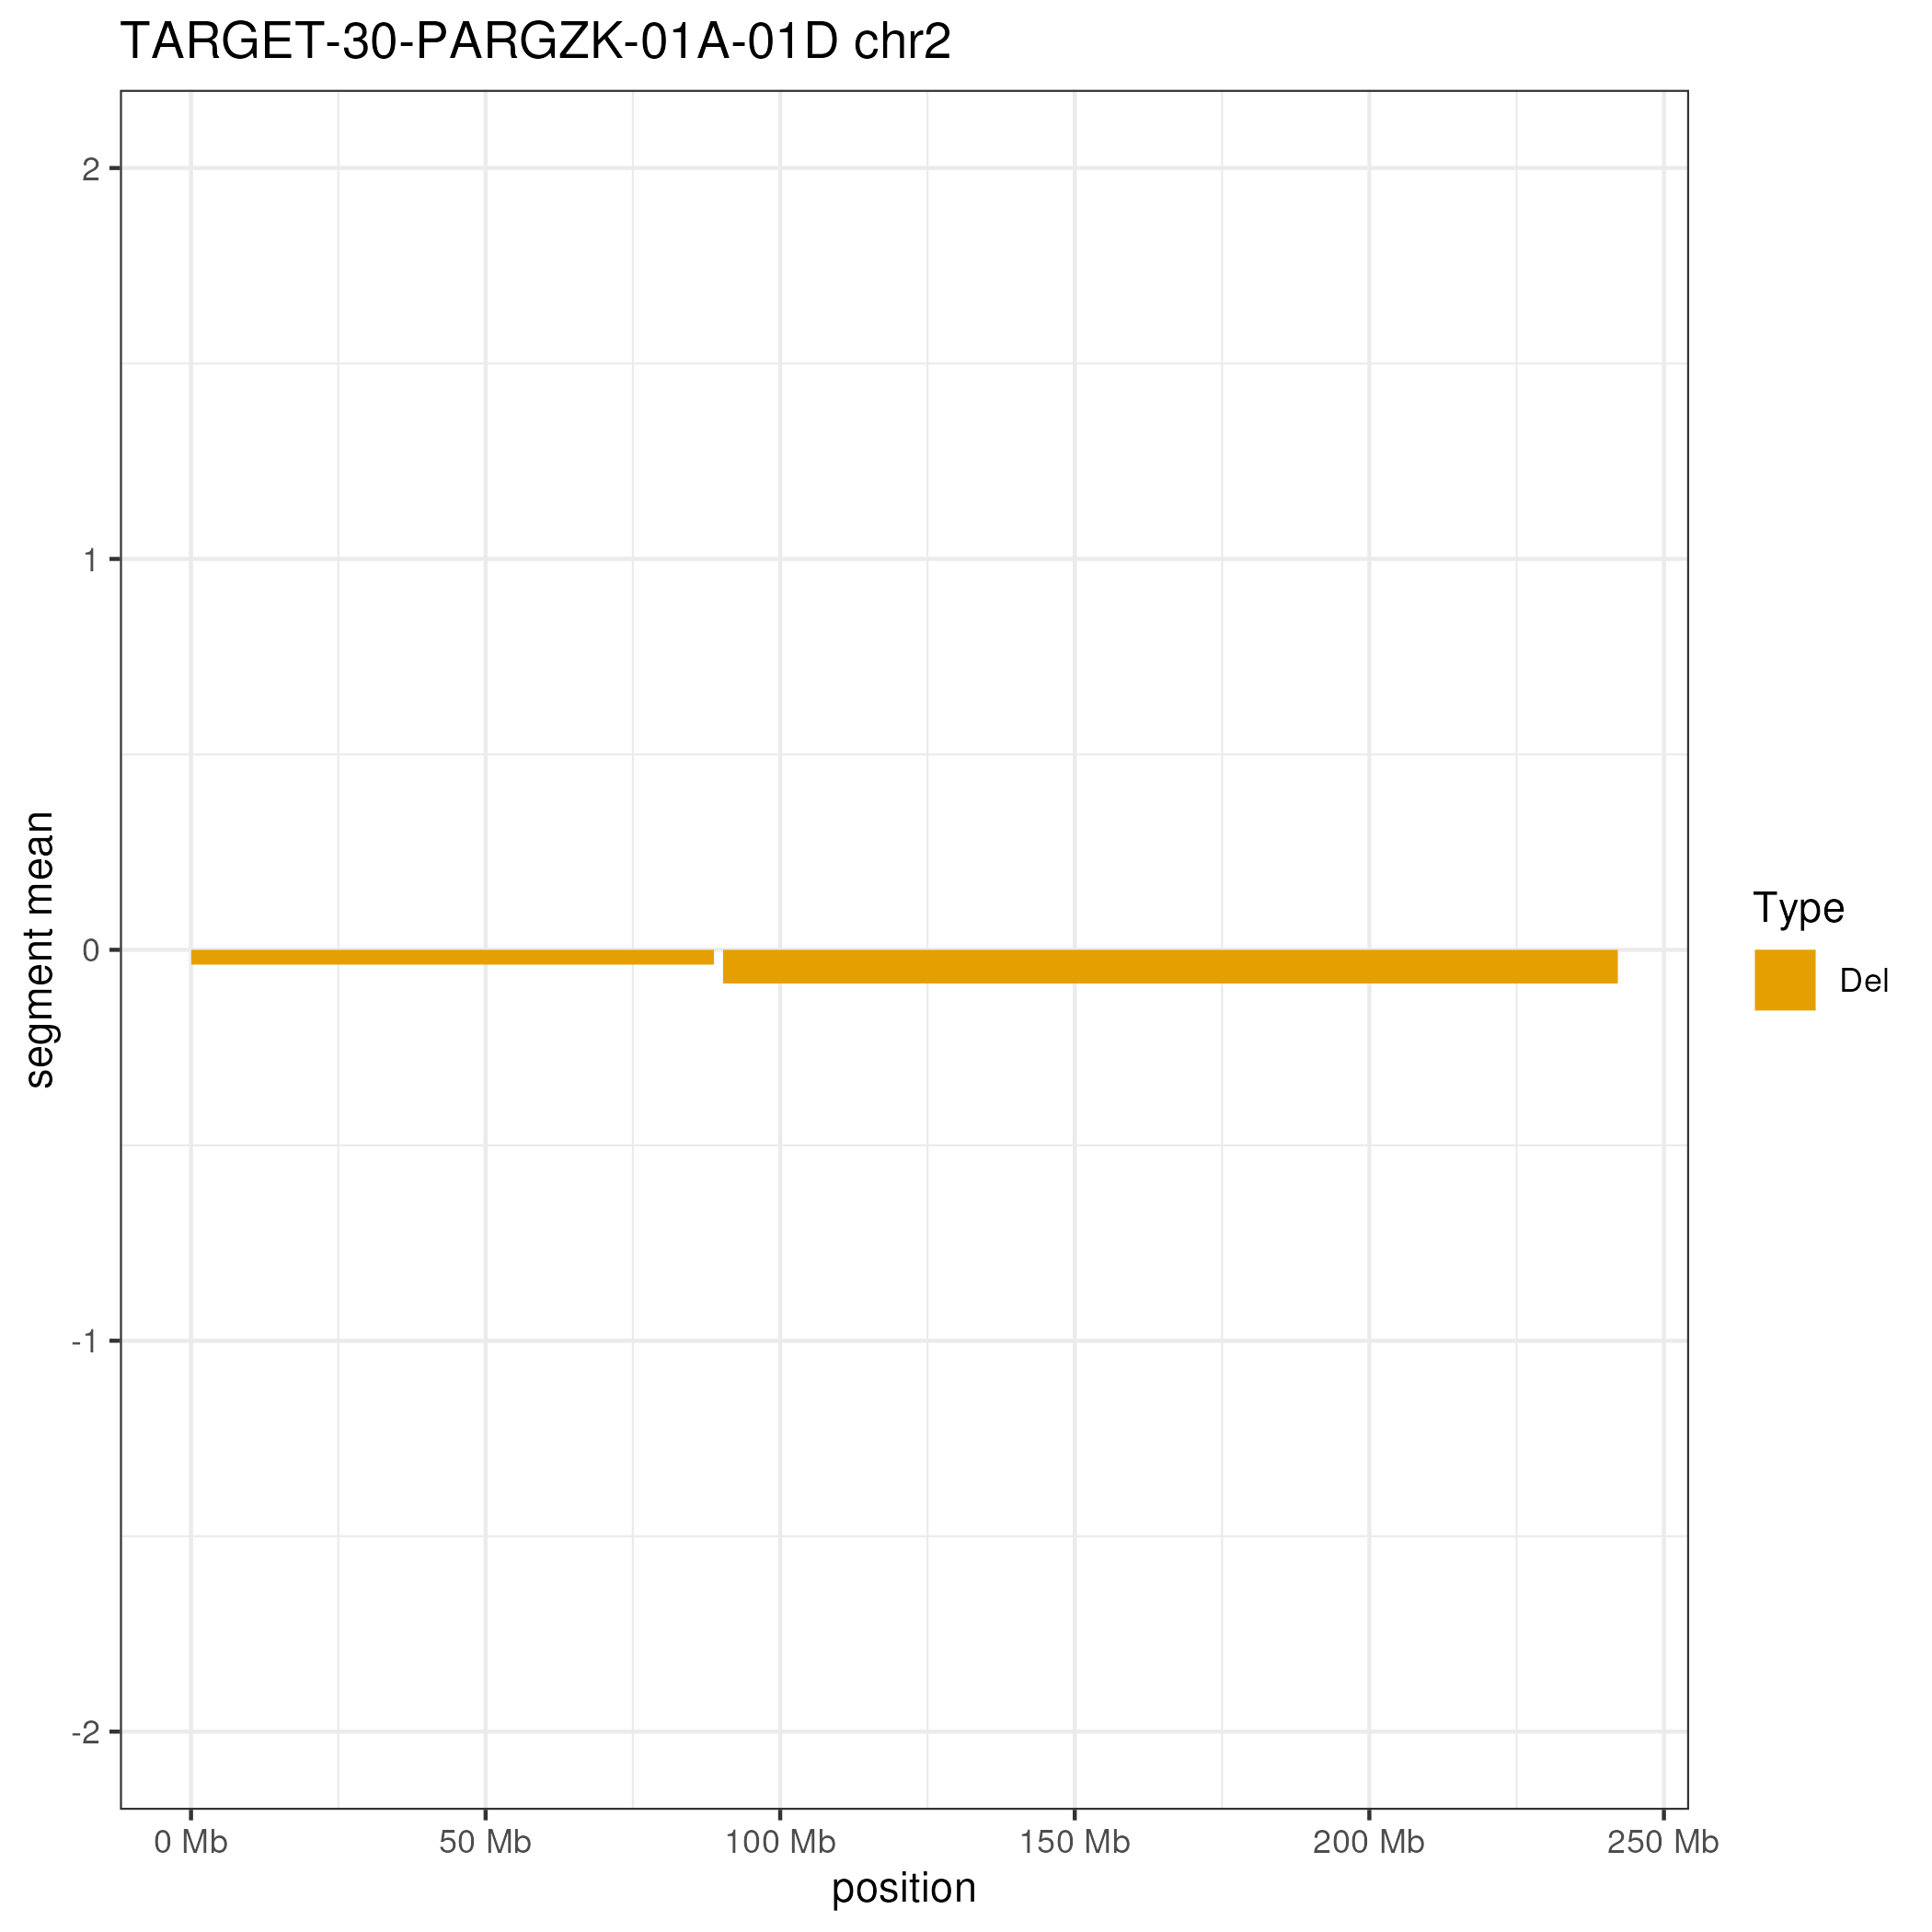 TARGET-30-PARGZK-01A-01D chr2
2
1
0
-1
-2
segment mean
0 Mb
50 Mb
100 Mb
150 Mb
200 Mb
250 Mb
position
Type
Del